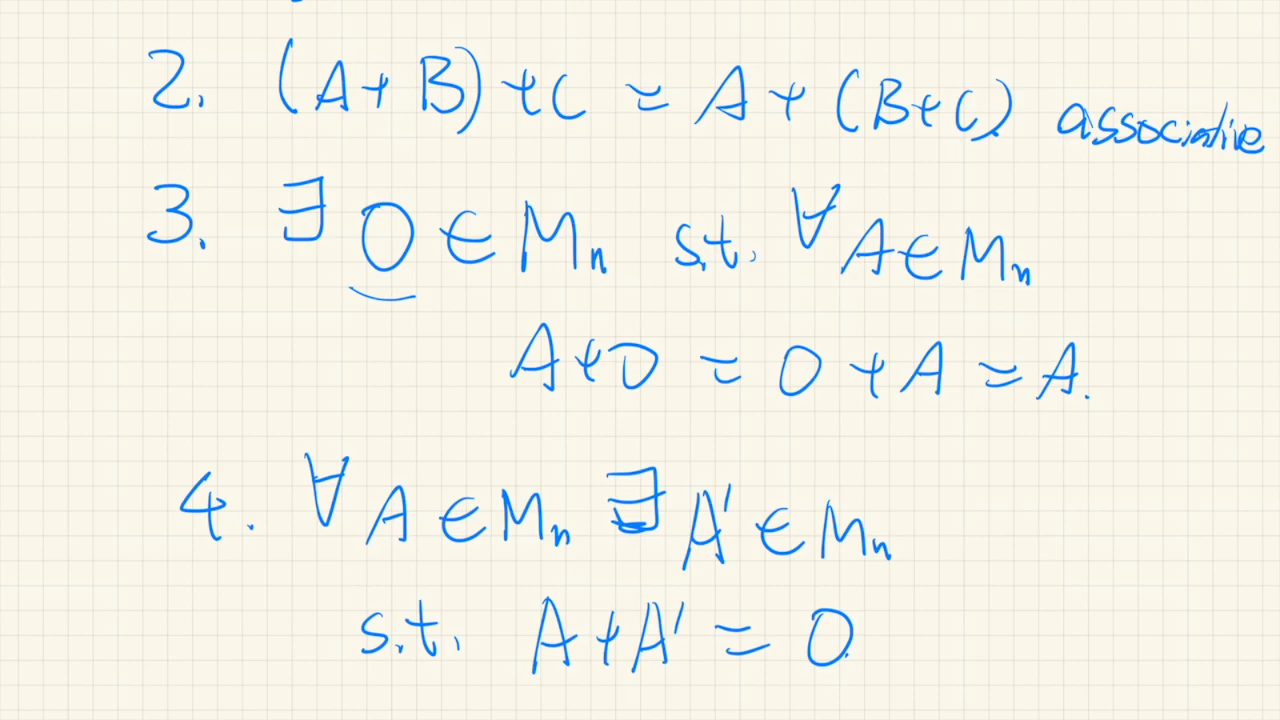 2. (A+B)+C = A+(B+C) associative
3. ∃ O ∈ Mn s.t. ∀ A ∈ Mn
A+O = O+A = A.
4. ∀ A ∈ Mn ∃ A' ∈ Mn
s.t. A+A' = O.